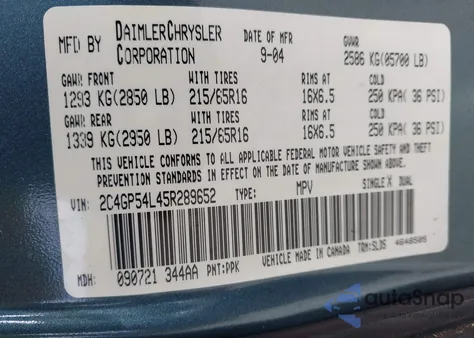 MFD BY DAIMLERCHRYSLER CORPORATION DATE OF MFR 9-04 GVWR 2586 KG(05700 LB)
GAWR FRONT WITH TIRES RIMS AT COLD
1293 KG(2850 LB) 215/65R16 16X6.5 250 KPA( 36 PSI)
GAWR REAR WITH TIRES RIMS AT COLD
1339 KG(2950 LB) 215/65R16 16X6.5 250 KPA( 36 PSI)
THIS VEHICLE CONFORMS TO ALL APPLICABLE FEDERAL MOTOR VEHICLE SAFETY AND THEFT
PREVENTION STANDARDS IN EFFECT ON THE DATE OF MANUFACTURE SHOWN ABOVE.
VIN: 2C4GP54L45R289652 TYPE: MPV SINGLE X DUAL
MDH: 090721 344AA PNT:PPK VEHICLE MADE IN CANADA TRM:SLD5 4648505
autosnap